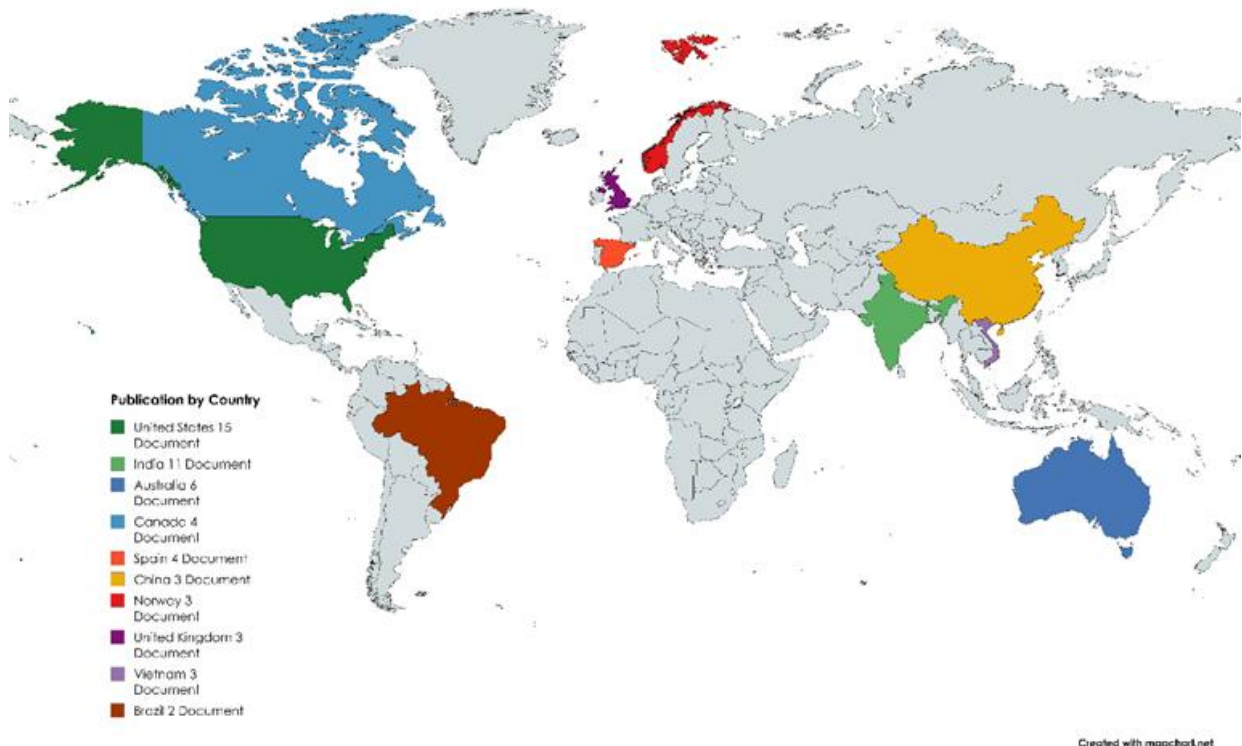 Publication by Country
United States 15
Document
India 11 Document
Australia 6
Document
Canada 4
Document
Spain 4 Document
China 3 Document
Norway 3
Document
United Kingdom 3
Document
Vietnam 3
Document
Brazil 2 Document
Created with mapchart.net